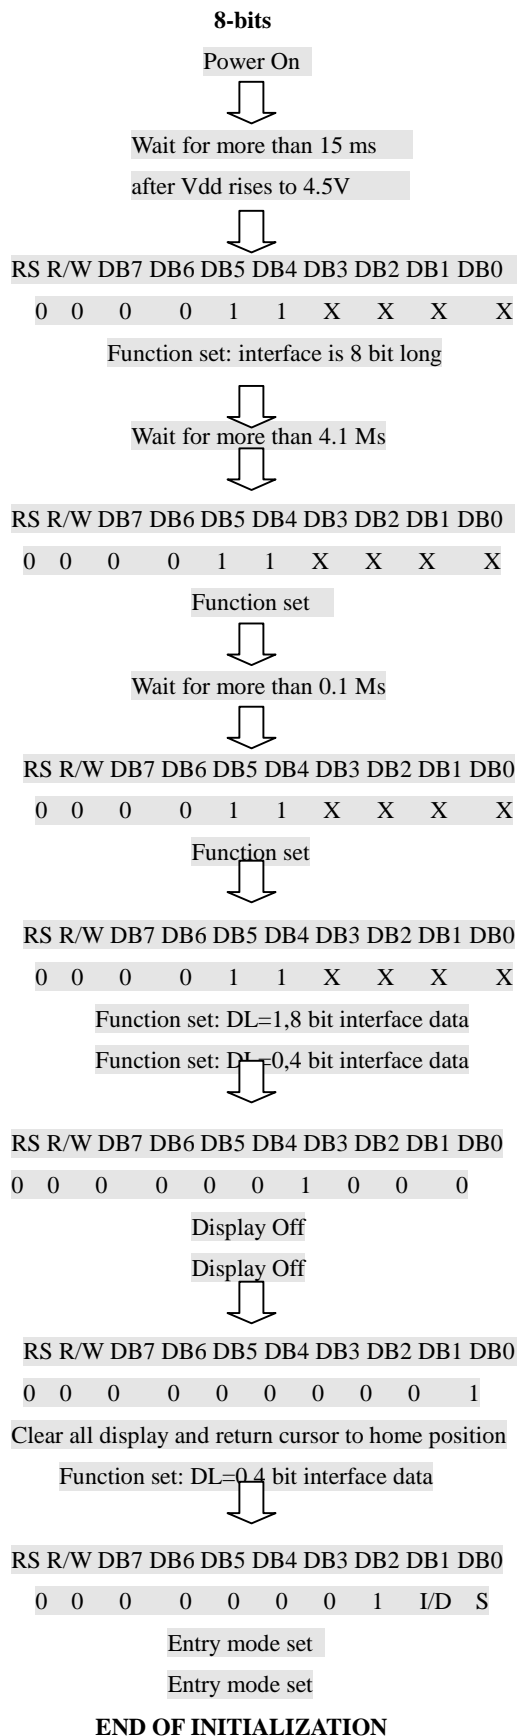 8-bits
Power On
Wait for more than 15 ms
after Vdd rises to 4.5V
RS R/W DB7 DB6 DB5 DB4 DB3 DB2 DB1 DB0
0 0 0 0 1 1 X X X X
Function set: interface is 8 bit long
Wait for more than 4.1 Ms
RS R/W DB7 DB6 DB5 DB4 DB3 DB2 DB1 DB0
0 0 0 0 1 1 X X X X
Function set
Wait for more than 0.1 Ms
RS R/W DB7 DB6 DB5 DB4 DB3 DB2 DB1 DB0
0 0 0 0 1 1 X X X X
Function set
RS R/W DB7 DB6 DB5 DB4 DB3 DB2 DB1 DB0
0 0 0 0 1 1 X X X X
Function set: DL=1,8 bit interface data
Function set: DL=0,4 bit interface data
RS R/W DB7 DB6 DB5 DB4 DB3 DB2 DB1 DB0
0 0 0 0 0 0 1 0 0 0
Display Off
Display Off
RS R/W DB7 DB6 DB5 DB4 DB3 DB2 DB1 DB0
0 0 0 0 0 0 0 0 0 1
Clear all display and return cursor to home position
Function set: DL=0,4 bit interface data
RS R/W DB7 DB6 DB5 DB4 DB3 DB2 DB1 DB0
0 0 0 0 0 0 0 1 I/D S
Entry mode set
Entry mode set
END OF INITIALIZATION